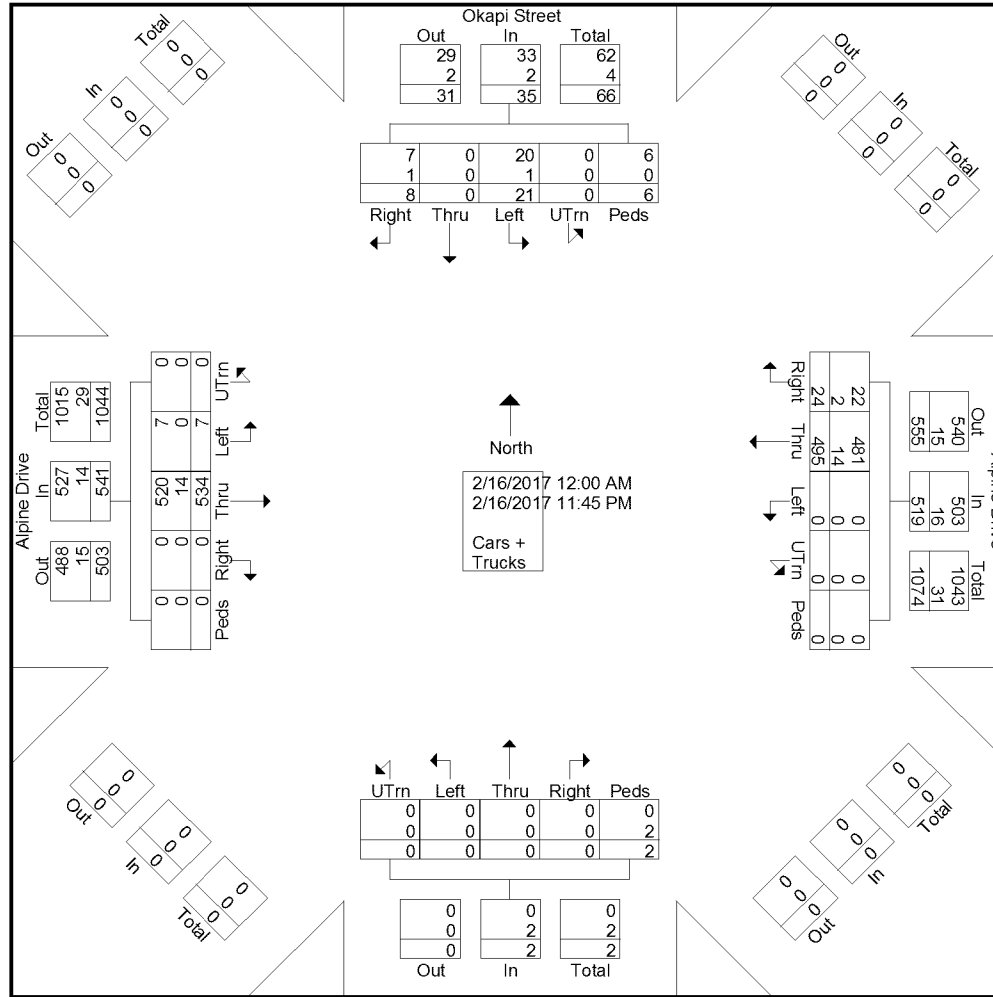 Okapi Street
Out In Total
29 33 62
2 2 4
31 35 66
7 0 20 0 6
1 0 1 0 0
8 0 21 0 6
Right Thru Left UTrn Peds
Total
0
0
0
In
0
0
0
Out
0
0
0
Out
0
0
0
In
0
0
0
Total
0
0
0
Alpine Drive
Out In Total
488 527 1015
15 14 29
503 541 1044
0 0 520 7 0
0 0 14 0 0
0 0 534 7 0
Peds Right Thru Left UTrn
North
2/16/2017 12:00 AM
2/16/2017 11:45 PM
Cars +
Trucks
Out In Total
540 503 1043
15 16 31
555 519 1074
22 481 0 0 0
2 14 0 0 0
24 495 0 0 0
Right Thru Left UTrn Peds
UTrn Left Thru Right Peds
0 0 0 0 0
0 0 0 0 2
0 0 0 0 2
0 0 0
0 2 2
0 2 2
Out In Total
0
0
0
Out
0
0
0
In
0
0
0
Total
0
0
0
Total
0
0
0
In
0
0
0
Out